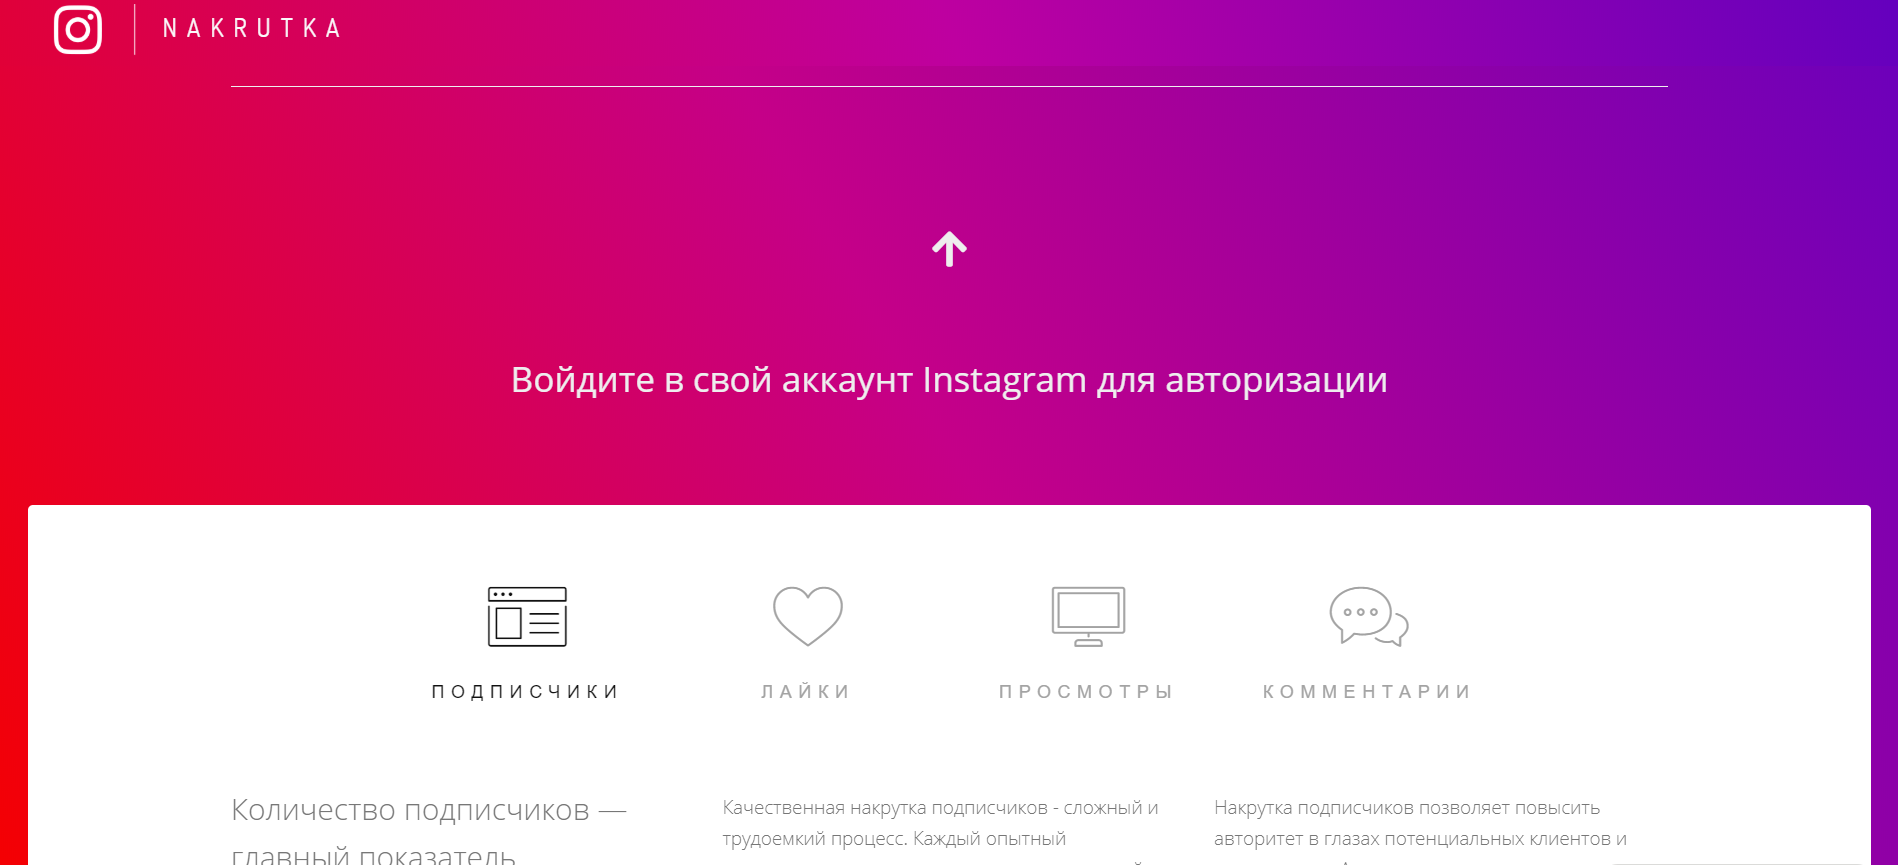 NAKRUTKA
Войдите в свой аккаунт Instagram для авторизации
ПОДПИСЧИКИ
ЛАЙКИ
ПРОСМОТРЫ
КОММЕНТАРИИ
Количество подписчиков —
главный показатель
Качественная накрутка подписчиков - сложный и
трудоемкий процесс. Каждый опытный
Накрутка подписчиков позволяет повысить
авторитет в глазах потенциальных клиентов и